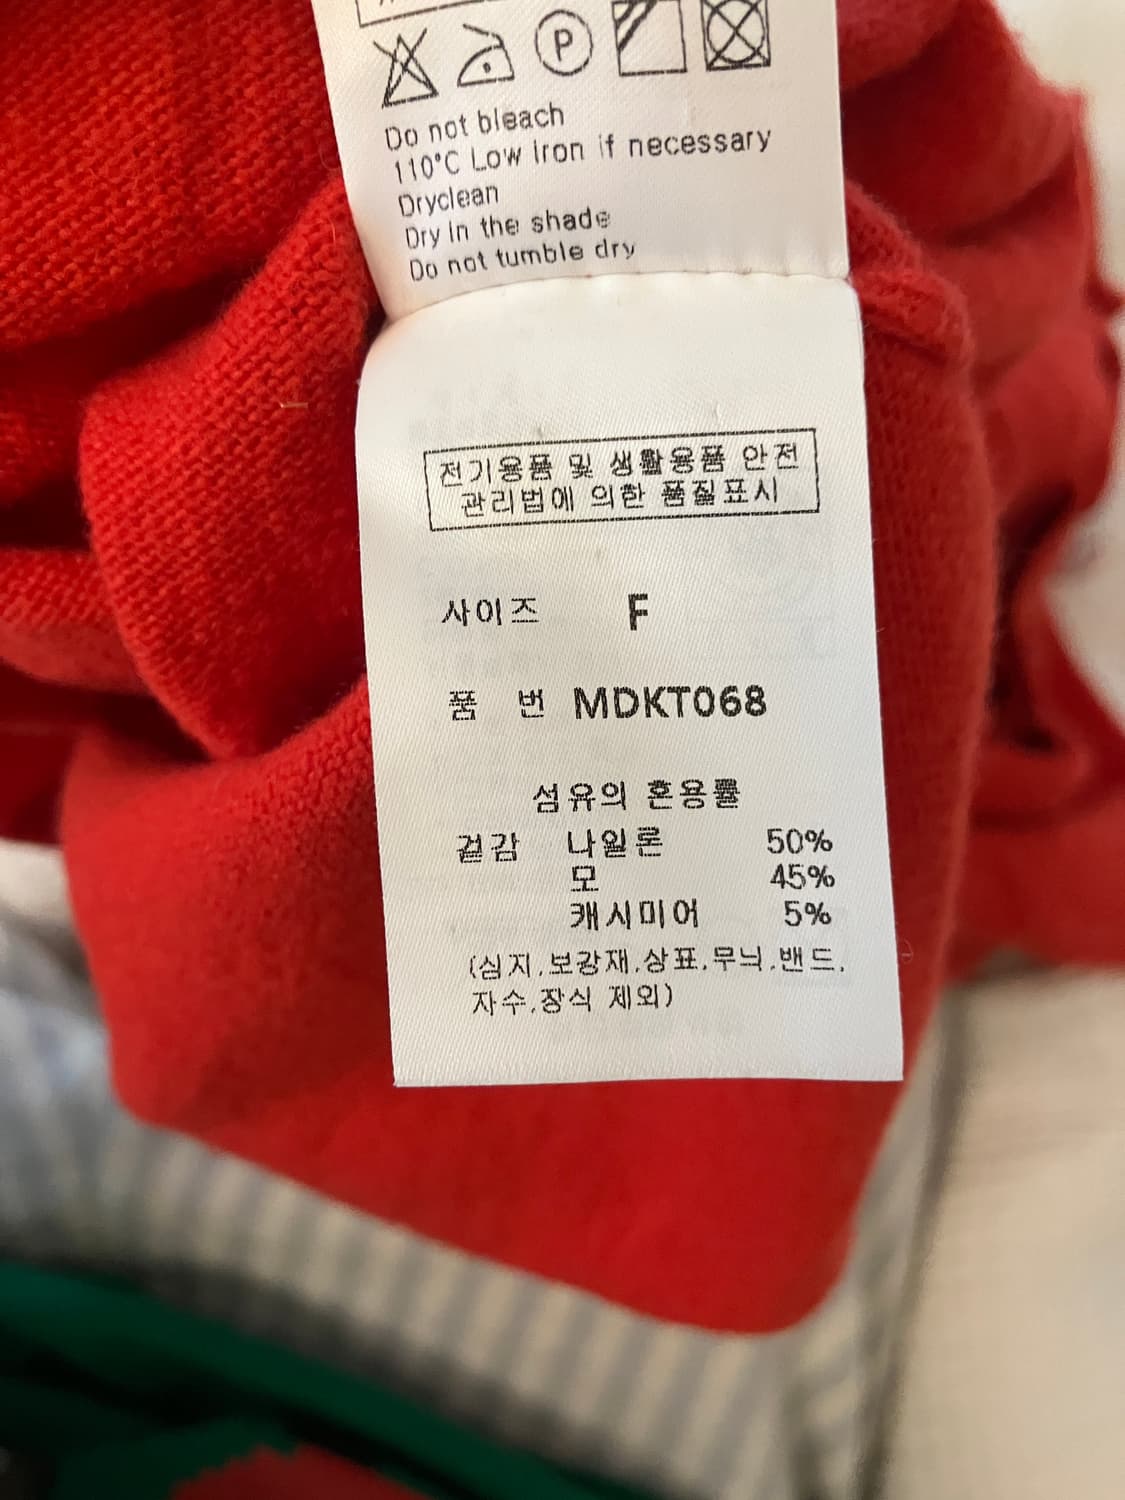 P
Do not bleach
110°C Low iron if necessary
Dryclean
Dry in the shade
Do not tumble dry
전기용품 및 생활용품 안전
관리법에 의한 품질표시
사이즈 F
품 번 MDKT068
섬유의 혼용률
겉감 나일론 50%
모 45%
캐시미어 5%
(심지.보강재.상표.무늬.밴드.
자수.장식 제외)